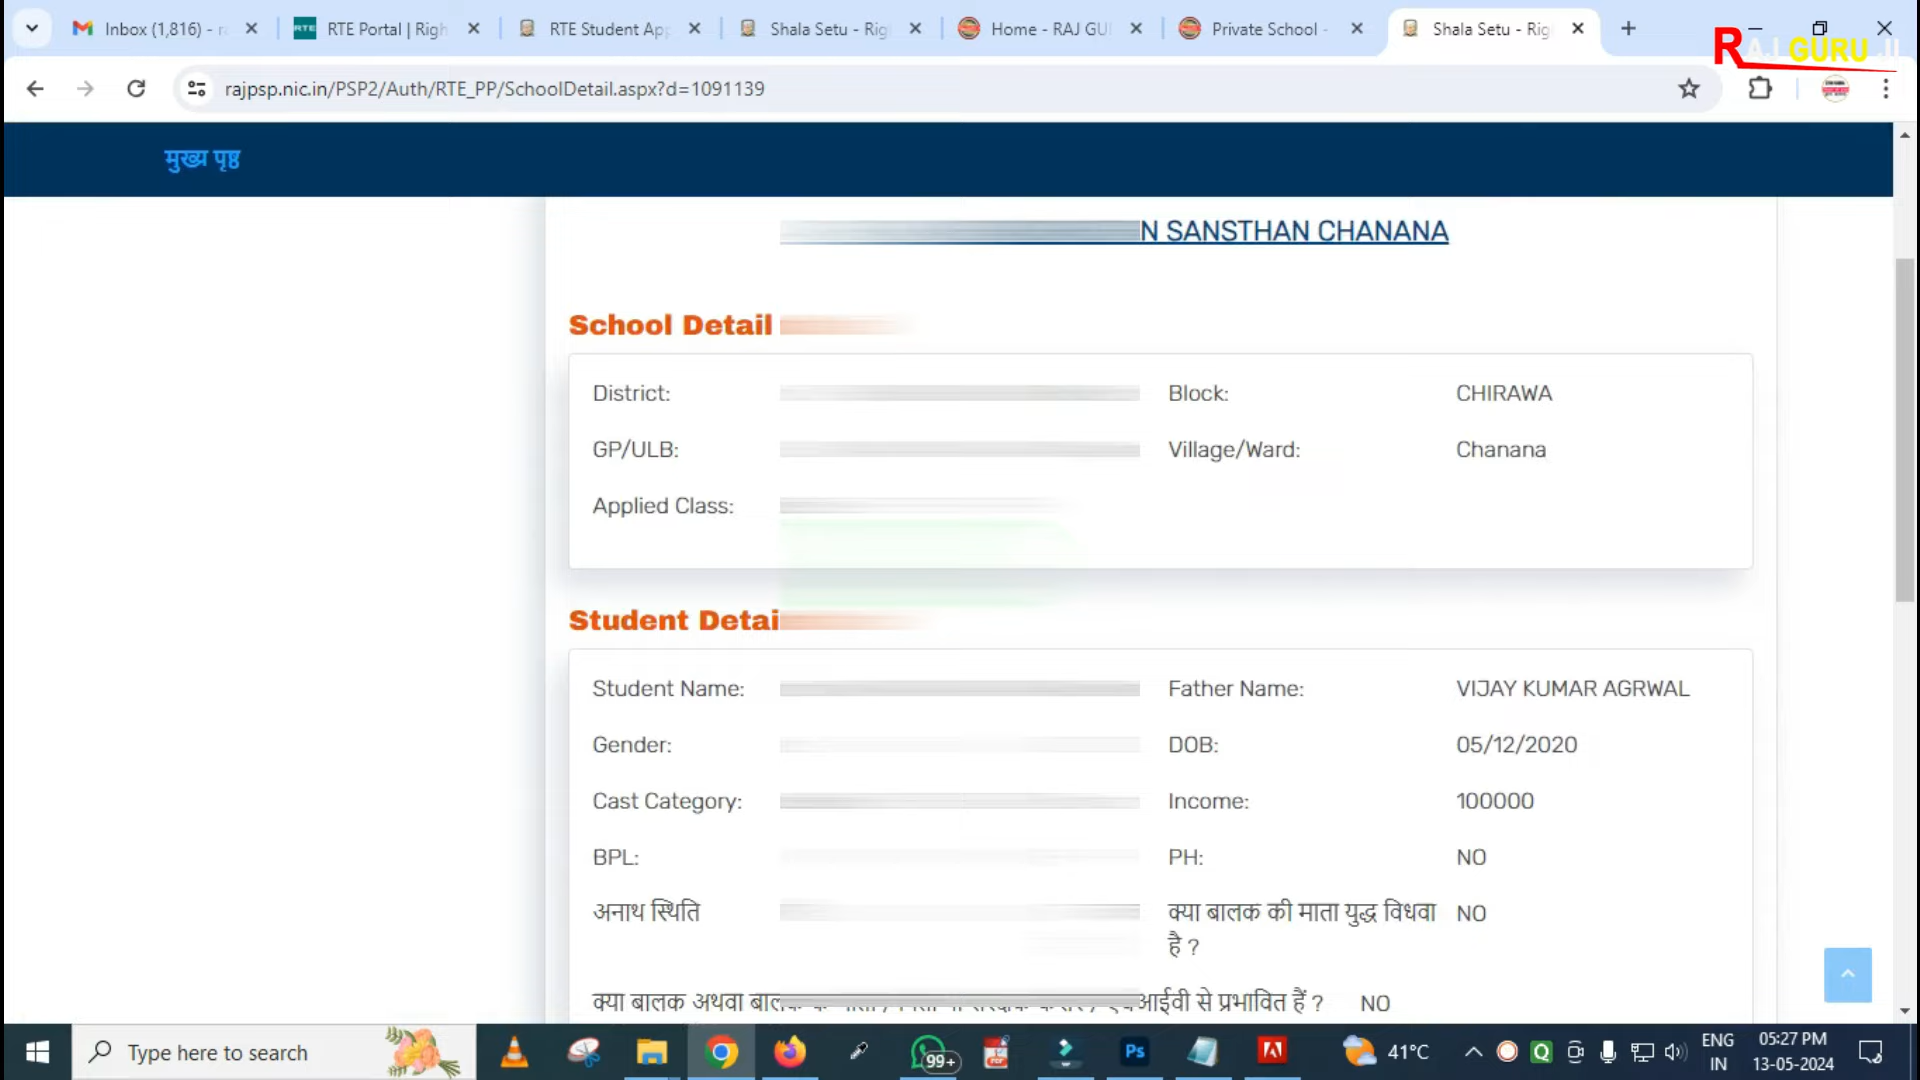 Inbox (1,816) - r
RTE Portal | Righ
RTE Student App
Shala Setu - Rig
Home - RAJ GU
Private School -
Shala Setu - Rig
RAJ GURU JI
rajpsp.nic.in/PSP2/Auth/RTE_PP/SchoolDetail.aspx?d=1091139
मुख्य पृष्ठ
N SANSTHAN CHANANA
School Detail
District:
Block: CHIRAWA
GP/ULB:
Village/Ward: Chanana
Applied Class:
Student Detai
Student Name:
Father Name: VIJAY KUMAR AGRWAL
Gender:
DOB: 05/12/2020
Cast Category:
Income: 100000
BPL:
PH: NO
अनाथ स्थिति
क्या बालक की माता युद्ध विधवा NO
है ?
क्या बालक अथवा
से प्रभावित हैं ? NO
Type here to search
99+
Ps
41°C
ENG
IN
05:27 PM
13-05-2024